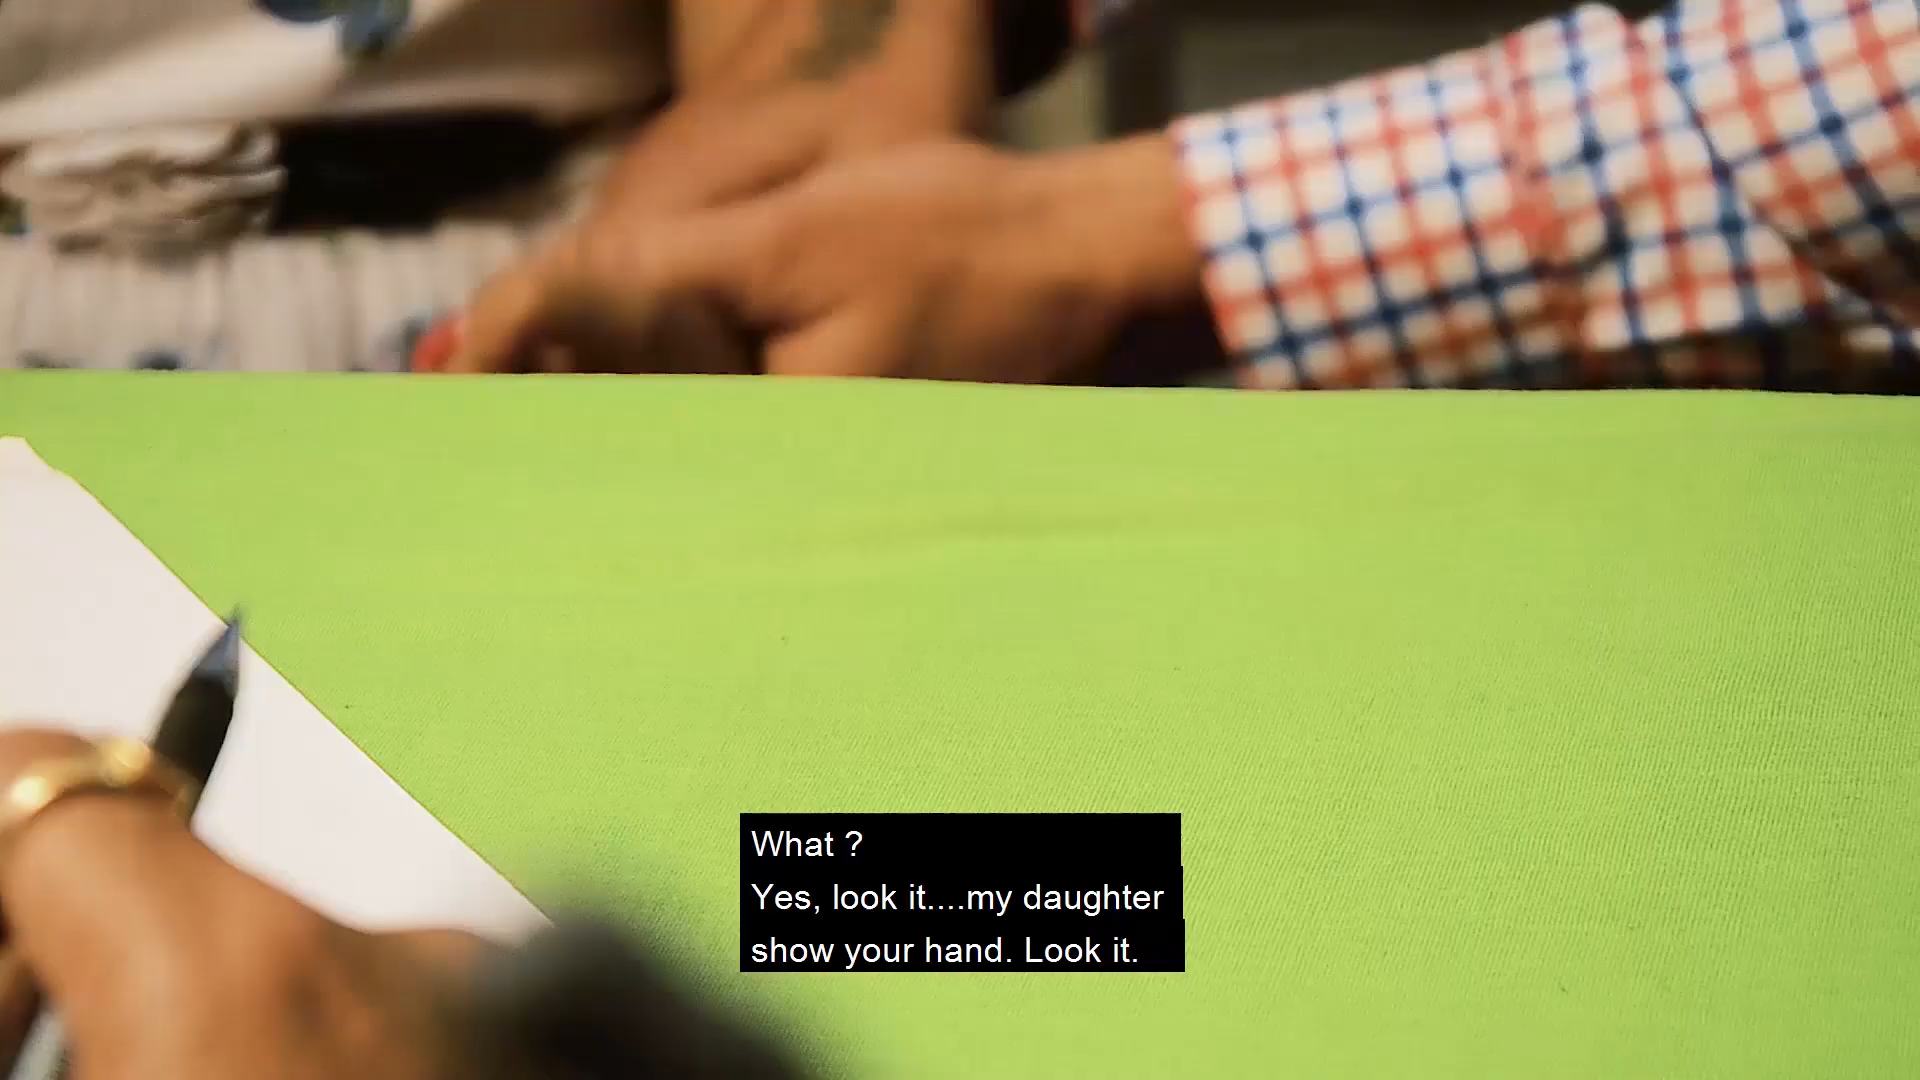 What ?
Yes, look it....my daughter
show your hand. Look it.